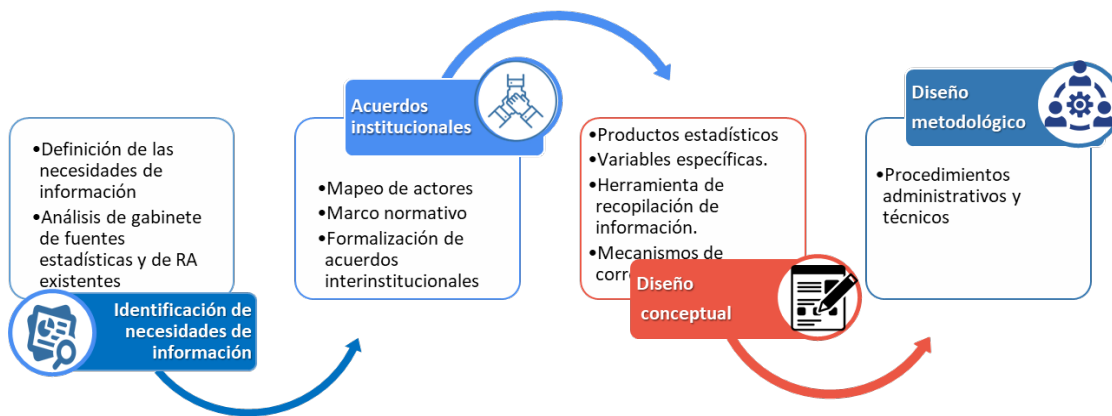 •Definición de las
necesidades de
información
•Análisis de gabinete
de fuentes
estadísticas y de RA
existentes
Identificación de
necesidades de
información
Acuerdos
institucionales
•Mapeo de actores
•Marco normativo
•Formalización de
acuerdos
interinstitucionales
•Productos estadísticos
•Variables específicas.
•Herramienta de
recopilación de
información.
•Mecanismos de
Diseño
conceptual
Diseño
metodológico
•Procedimientos
administrativos y
técnicos